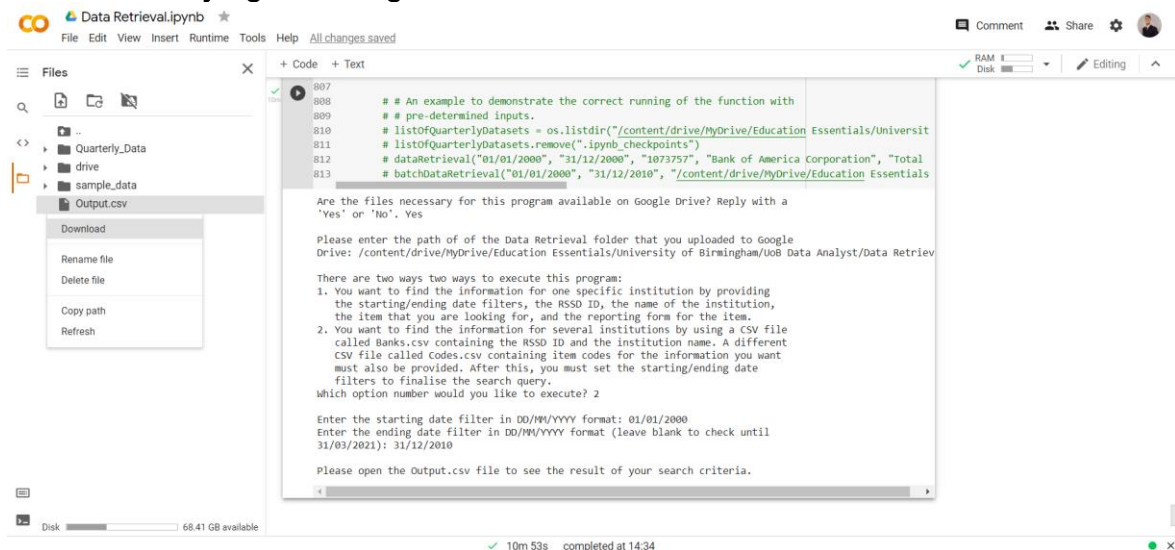 Data Retrieval.ipynb
File Edit View Insert Runtime Tools Help All changes saved
Comment Share
+ Code + Text
RAM
Disk
Editing
Files
..
Quarterly_Data
drive
sample_data
Output.csv
Download
Rename file
Delete file
Copy path
Refresh
Disk 68.41 GB available
807
808 # # An example to demonstrate the correct running of the function with
809 # # pre-determined inputs.
810 # listOfQuarterlyDatasets = os.listdir("/content/drive/MyDrive/Education Essentials/Universit
811 # listOfQuarterlyDatasets.remove(".ipynb_checkpoints")
812 # dataRetrieval("01/01/2000", "31/12/2000", "1073757", "Bank of America Corporation", "Total
813 # batchDataRetrieval("01/01/2000", "31/12/2010", "/content/drive/MyDrive/Education Essentials
Are the files necessary for this program available on Google Drive? Reply with a
'Yes' or 'No'. Yes
Please enter the path of of the Data Retrieval folder that you uploaded to Google
Drive: /content/drive/MyDrive/Education Essentials/University of Birmingham/UoB Data Analyst/Data Retriev
There are two ways two ways to execute this program:
1. You want to find the information for one specific institution by providing
the starting/ending date filters, the RSSD ID, the name of the institution,
the item that you are looking for, and the reporting form for the item.
2. You want to find the information for several institutions by using a CSV file
called Banks.csv containing the RSSD ID and the institution name. A different
CSV file called Codes.csv containing item codes for the information you want
must also be provided. After this, you must set the starting/ending date
filters to finalise the search query.
Which option number would you like to execute? 2
Enter the starting date filter in DD/MM/YYYY format: 01/01/2000
Enter the ending date filter in DD/MM/YYYY format (leave blank to check until
31/03/2021): 31/12/2010
Please open the Output.csv file to see the result of your search criteria.
10m 53s completed at 14:34